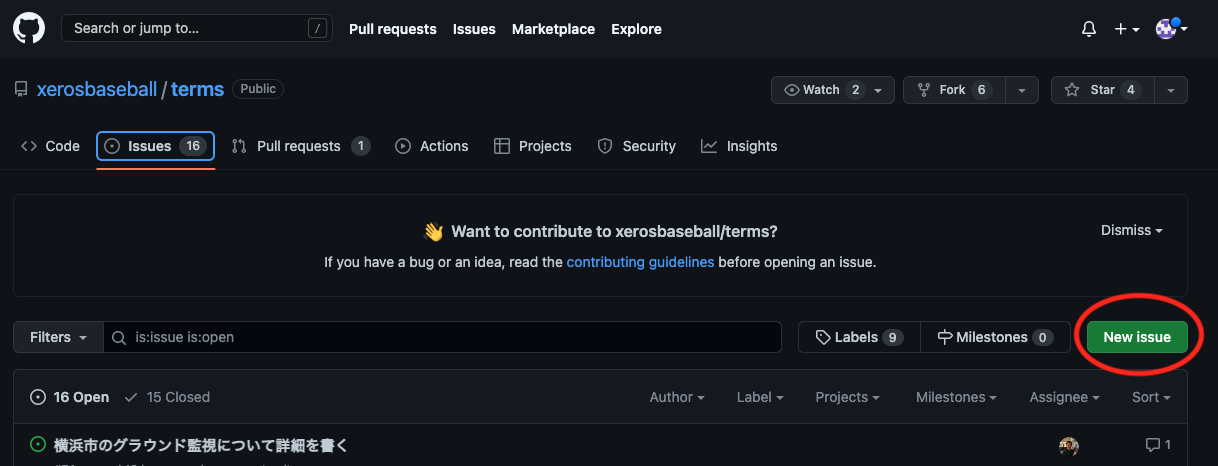 Search or jump to... /
Pull requests Issues Marketplace Explore
xerosbaseball / terms Public
Watch 2 Fork 6 Star 4
Code Issues 16 Pull requests 1 Actions Projects Security Insights
👋 Want to contribute to xerosbaseball/terms?
Dismiss
If you have a bug or an idea, read the contributing guidelines before opening an issue.
Filters is:issue is:open Labels 9 Milestones 0 New issue
16 Open 15 Closed Author Label Projects Milestones Assignee Sort
横浜市のグラウンド監視について詳細を書く 1